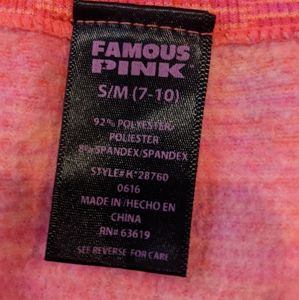 FAMOUS
PINK
S/M (7-10)
92% POLYESTER/
POLIESTER
8% SPANDEX/SPANDEX
STYLE# K*28760
0616
MADE IN /HECHO EN
CHINA
RN# 63619
SEE REVERSE FOR CARE